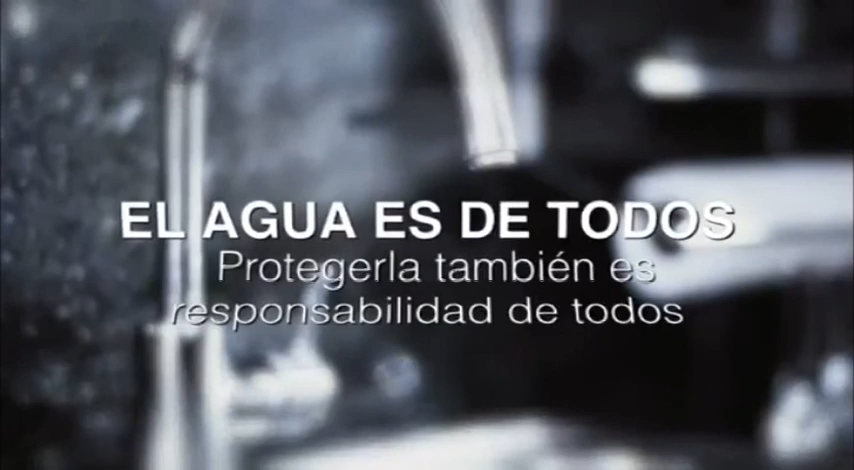 EL AGUA ES DE TODOS
Protegerla también es
responsabilidad de todos